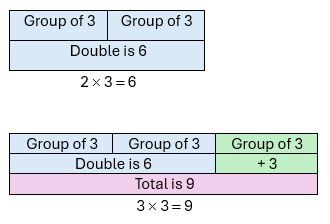 Group of 3 Group of 3
Double is 6
2 × 3 = 6
Group of 3 Group of 3 Group of 3
Double is 6 + 3
Total is 9
3 × 3 = 9